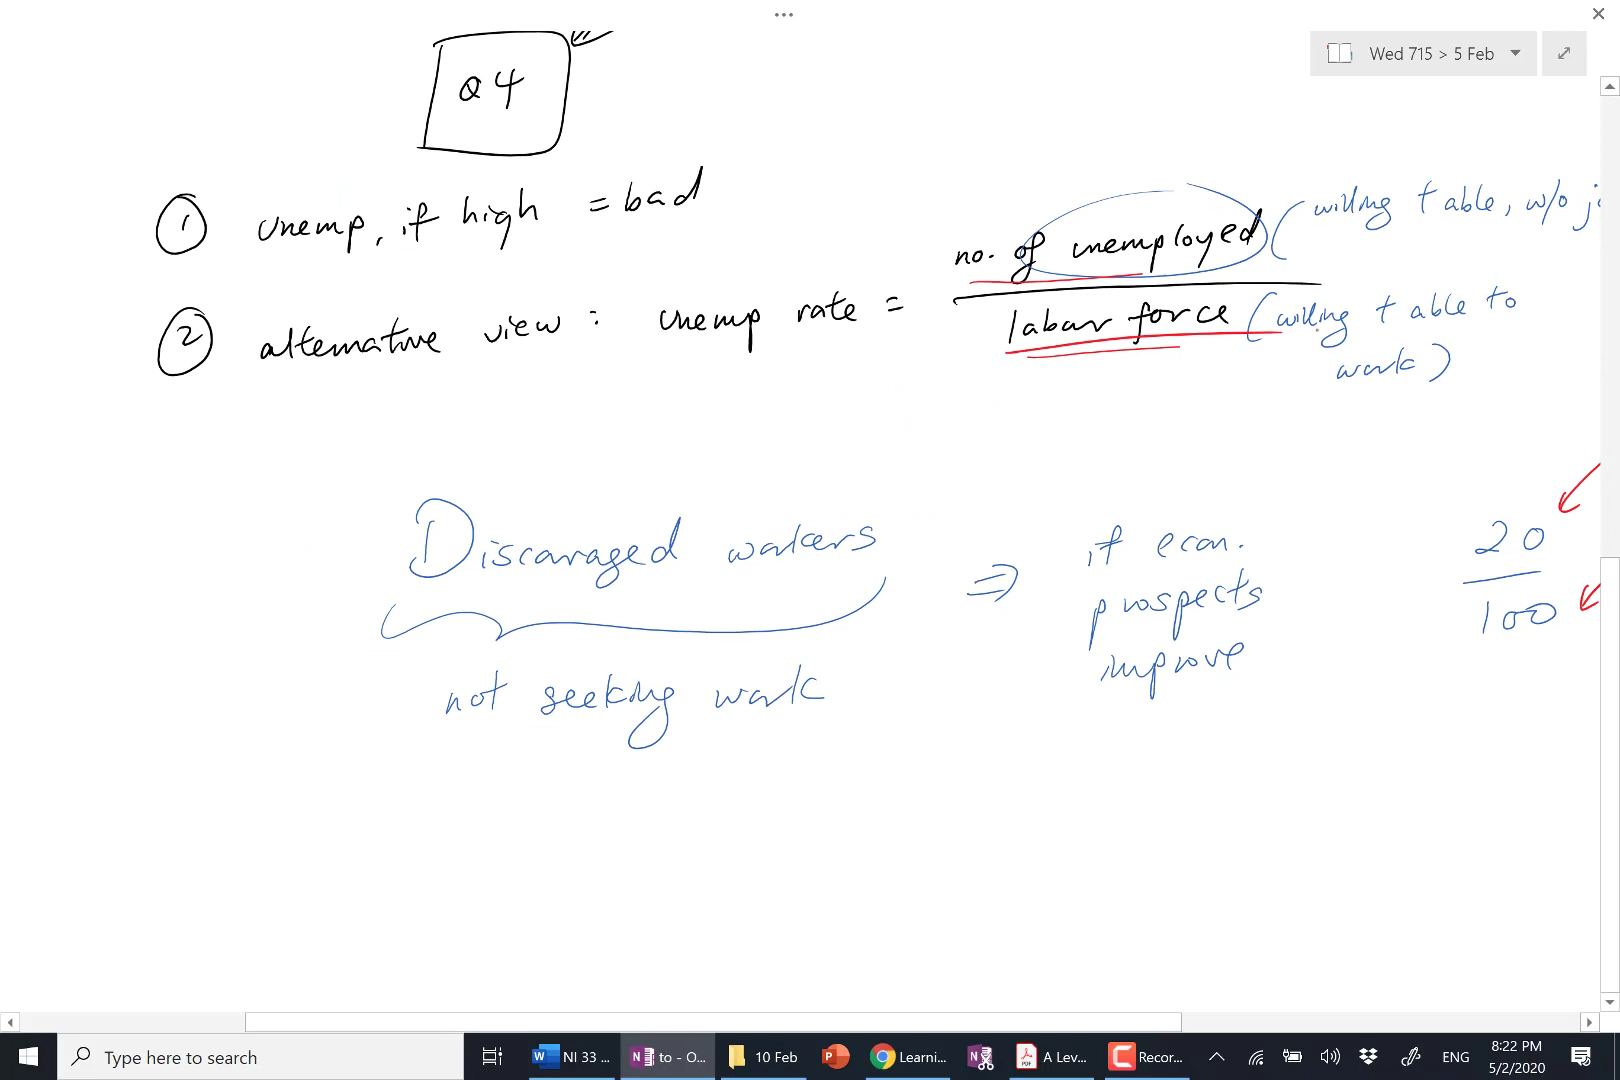 Wed 715 > 5 Feb
Q4
① unemp, if high = bad
② alternative view : unemp rate =
no. of unemployed (willing + able, w/o j
labour force (willing + able to
work)
Discouraged workers
not seeking work
⇒ if econ.
prospects
improve
20
100
Type here to search
NI 33 ...
to - O...
10 Feb
Learni...
A Lev...
Recor...
ENG
8:22 PM
5/2/2020